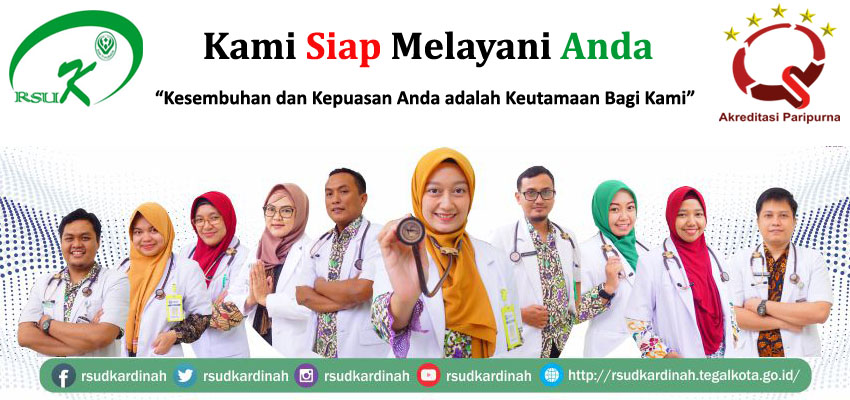 Kami Siap Melayani Anda
RSU K
"Kesembuhan dan Kepuasan Anda adalah Keutamaan Bagi Kami"
Akreditasi Paripurna
rsudkardinah rsudkardinah rsudkardinah rsudkardinah http://rsudkardinah.tegalkota.go.id/